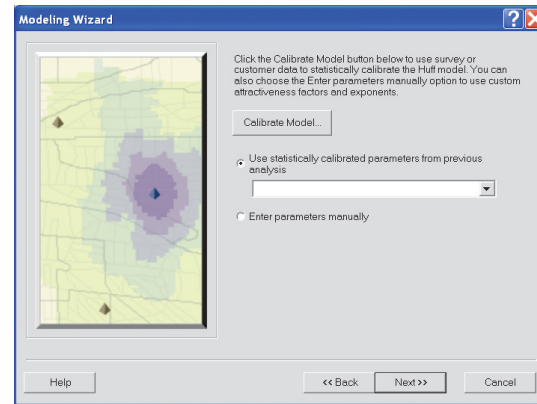 Modeling Wizard
Click the Calibrate Model button below to use survey or
customer data to statistically calibrate the Huff model. You can
also choose the Enter parameters manually option to use custom
attractiveness factors and exponents.
Calibrate Model...
Use statistically calibrated parameters from previous
analysis
Enter parameters manually
Help
<< Back
Next >>
Cancel